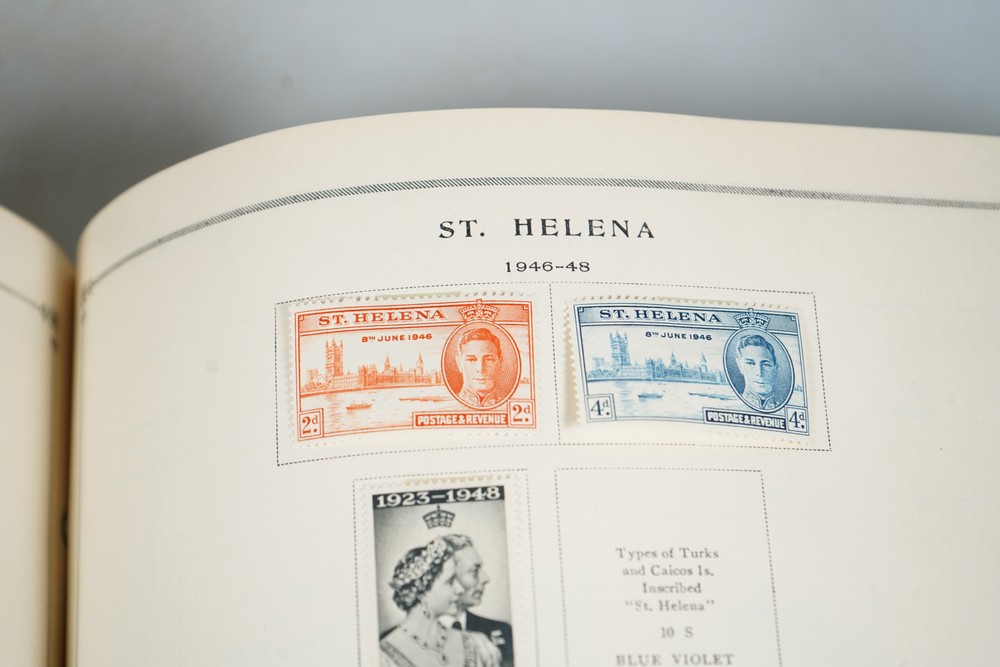 ST. HELENA
1946-48
ST. HELENA
8TH JUNE 1946
2d.
POSTAGE & REVENUE
2d.
ST. HELENA
8TH JUNE 1946
4d.
POSTAGE & REVENUE
4d.
1923-1948
Types of Turks
and Caicos Is.
Inscribed
"St. Helena"
10 S
BLUE VIOLET